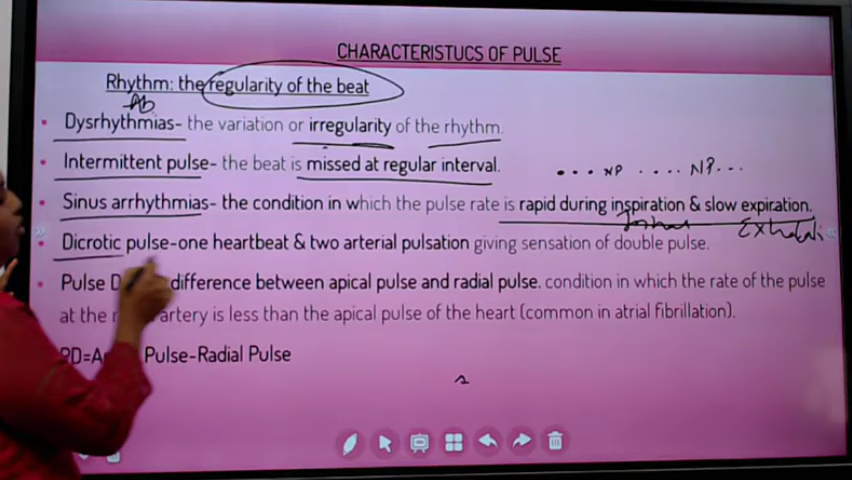 CHARACTERISTUCS OF PULSE
Rhythm: the regularity of the beat
Ab
Dysrhythmias- the variation or irregularity of the rhythm.
Intermittent pulse- the beat is missed at regular interval.
••• NP •••• NP•••
Sinus arrhythmias- the condition in which the pulse rate is rapid during inspiration & slow expiration.
Dicrotic pulse-one heartbeat & two arterial pulsation giving sensation of double pulse.
Pulse difference between apical pulse and radial pulse. condition in which the rate of the pulse
at the artery is less than the apical pulse of the heart (common in atrial fibrillation).
Pulse-Radial Pulse